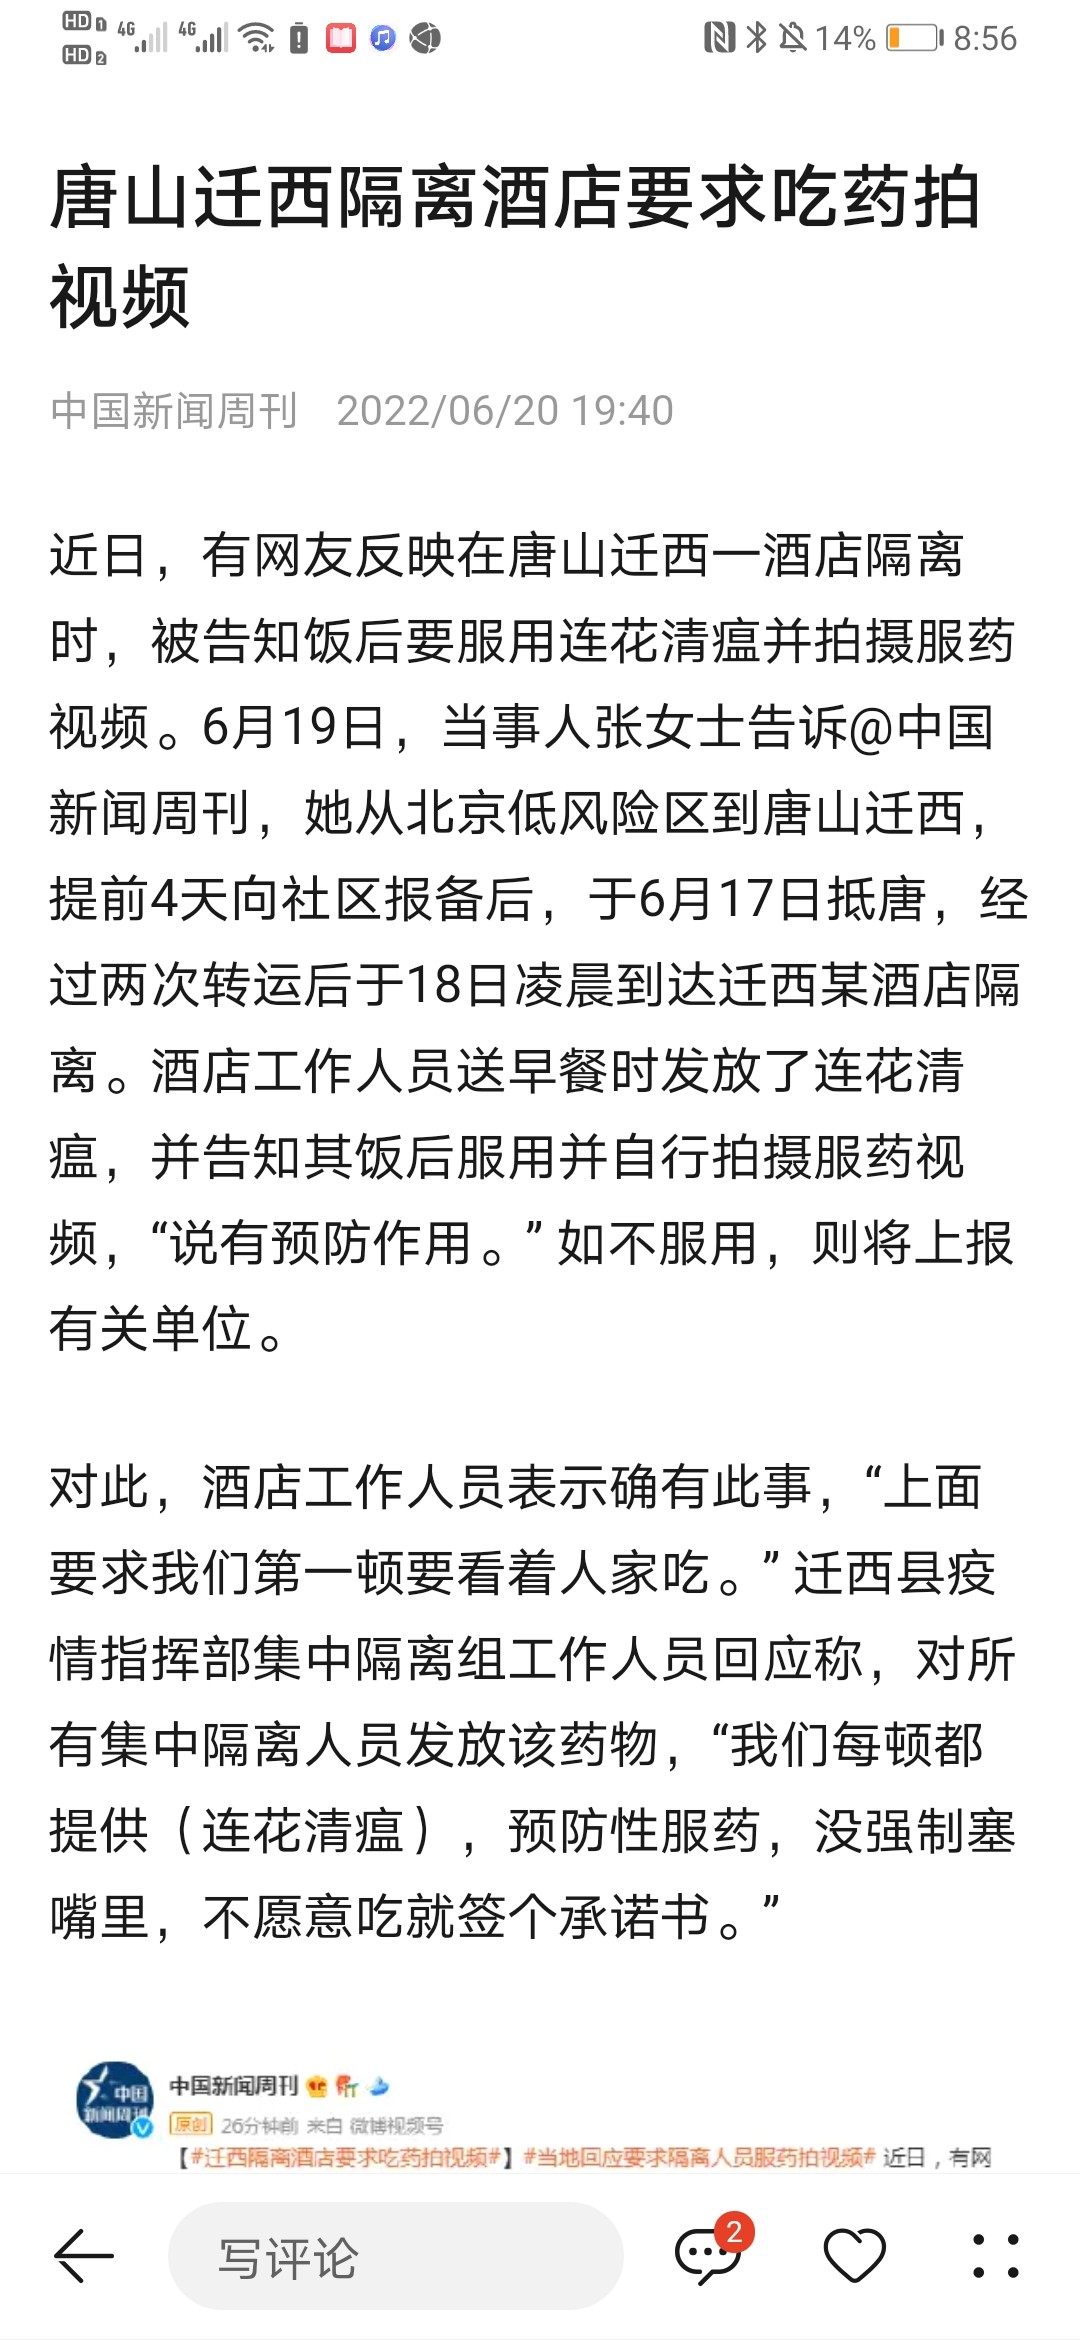 HD 1 4G 4G 14% 8:56
HD 2
唐山迁西隔离酒店要求吃药拍
视频
中国新闻周刊 2022/06/20 19:40
近日，有网友反映在唐山迁西一酒店隔离
时，被告知饭后要服用连花清瘟并拍摄服药
视频。6月19日，当事人张女士告诉@中国
新闻周刊，她从北京低风险区到唐山迁西，
提前4天向社区报备后，于6月17日抵唐，经
过两次转运后于18日凌晨到达迁西某酒店隔
离。酒店工作人员送早餐时发放了连花清
瘟，并告知其饭后服用并自行拍摄服药视
频，“说有预防作用。”如不服用，则将上报
有关单位。
对此，酒店工作人员表示确有此事，“上面
要求我们第一顿要看着人家吃。”迁西县疫
情指挥部集中隔离组工作人员回应称，对所
有集中隔离人员发放该药物，“我们每顿都
提供（连花清瘟），预防性服药，没强制塞
嘴里，不愿意吃就签个承诺书。”
中国
新闻周刊
中国新闻周刊
原创 26分钟前 来自 微博视频号
【#迁西隔离酒店要求吃药拍视频#】#当地回应要求隔离人员服药拍视频# 近日，有网
写评论 2